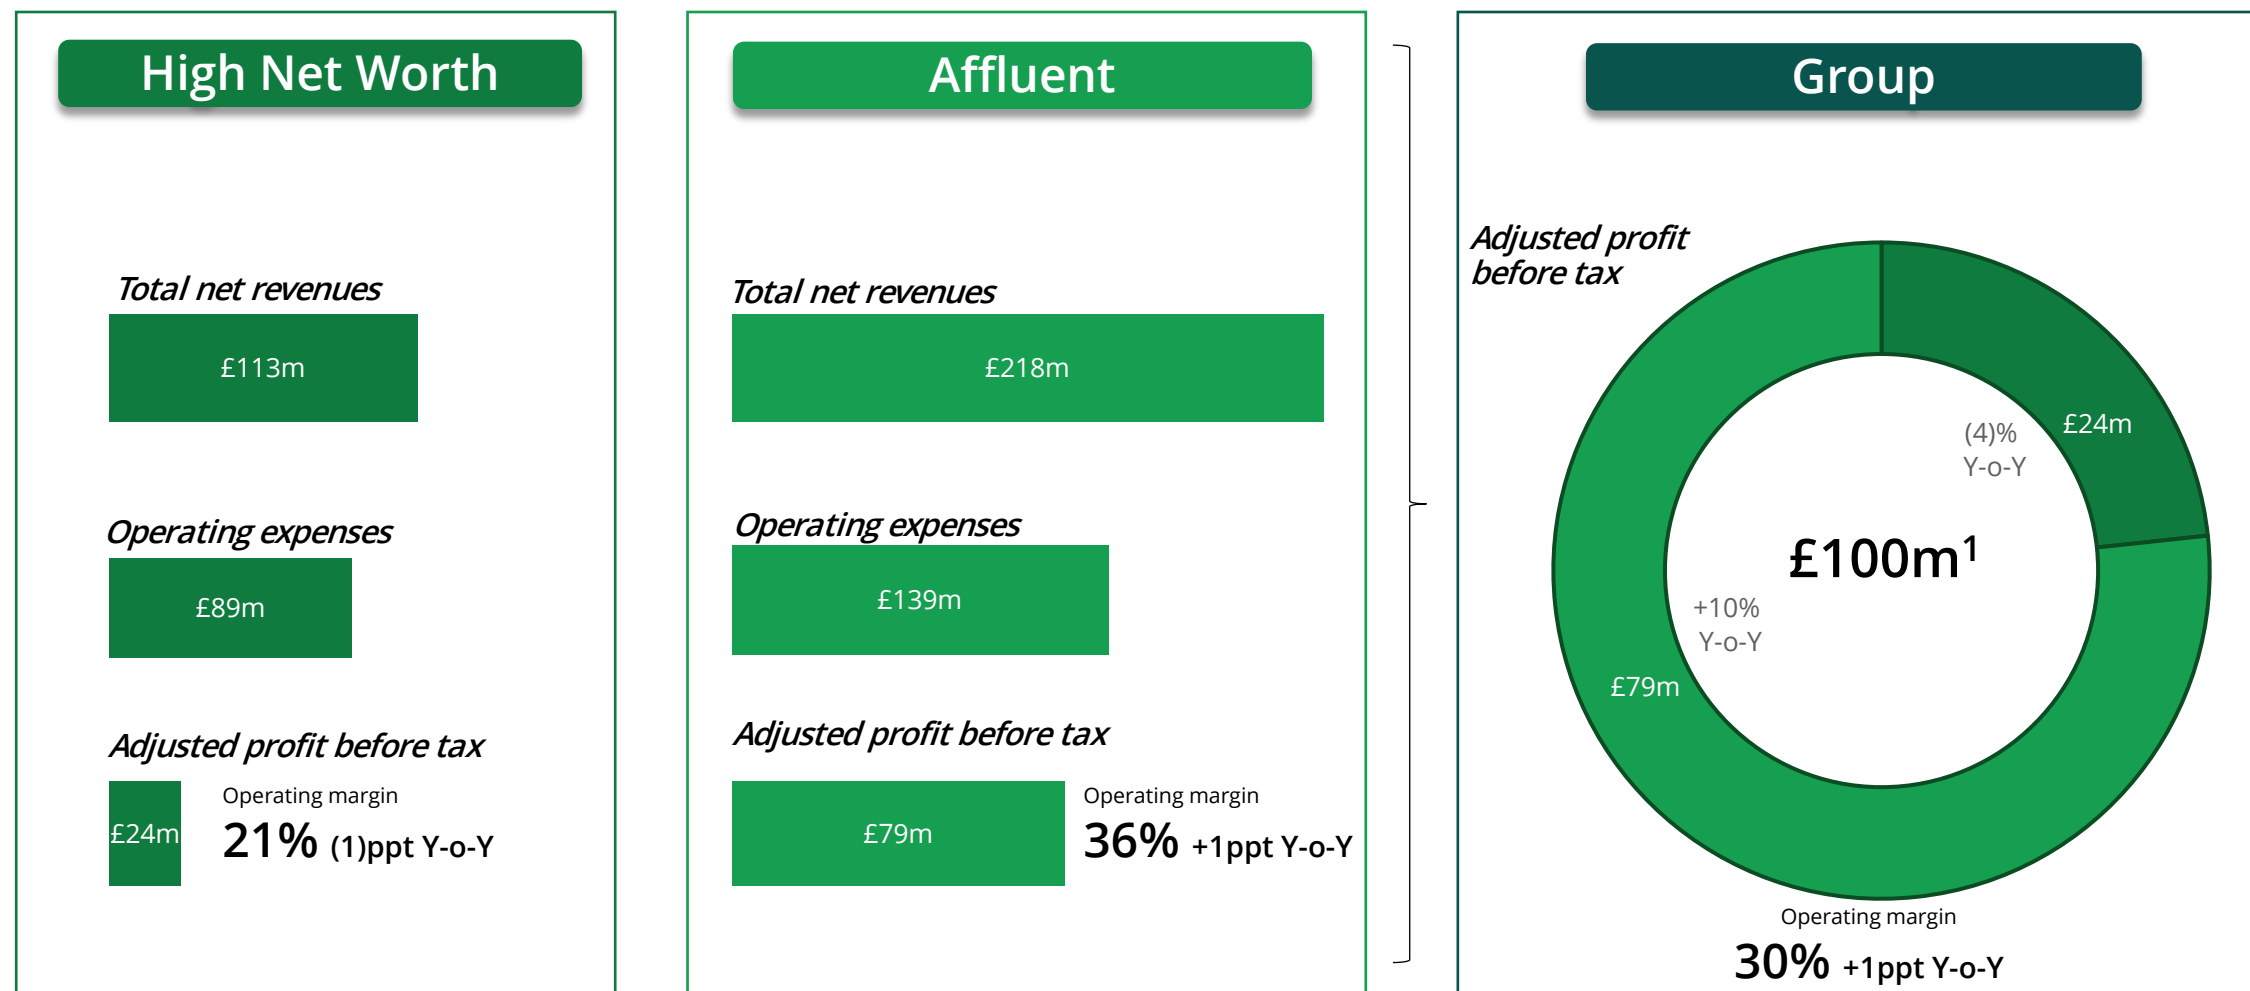 High Net Worth
Total net revenues
£113m
Operating expenses
£89m
Adjusted profit before tax
£24m
Operating margin
21% (1)ppt Y-o-Y
Affluent
Total net revenues
£218m
Operating expenses
£139m
Adjusted profit before tax
£79m
Operating margin
36% +1ppt Y-o-Y
Group
Adjusted profit
before tax
£24m
(4)%
Y-o-Y
£100m¹
+10%
Y-o-Y
£79m
Operating margin
30% +1ppt Y-o-Y